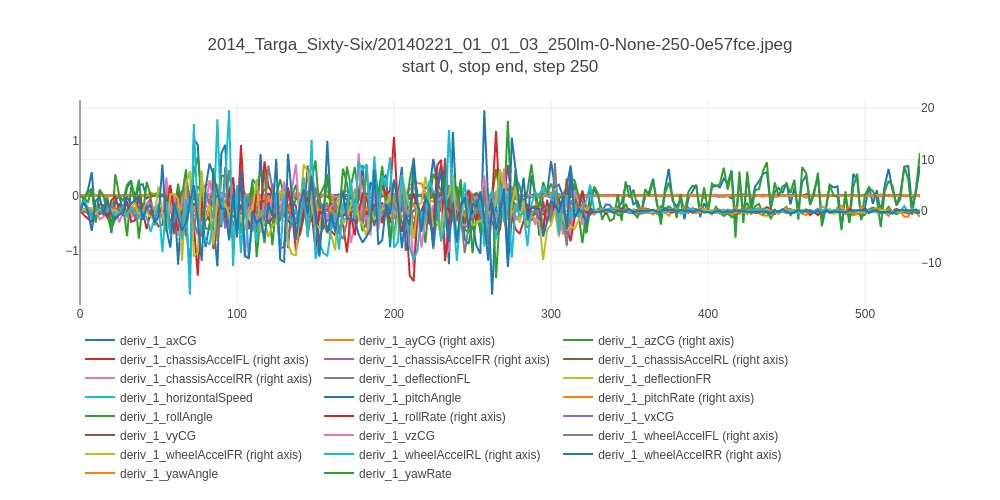 2014_Targa_Sixty-Six/20140221_01_01_03_250lm-0-None-250-0e57fce.jpeg
start 0, stop end, step 250
1
0
−1
20
10
0
−10
0 100 200 300 400 500
deriv_1_axCG deriv_1_ayCG (right axis) deriv_1_azCG (right axis)
deriv_1_chassisAccelFL (right axis) deriv_1_chassisAccelFR (right axis) deriv_1_chassisAccelRL (right axis)
deriv_1_chassisAccelRR (right axis) deriv_1_deflectionFL deriv_1_deflectionFR
deriv_1_horizontalSpeed deriv_1_pitchAngle deriv_1_pitchRate (right axis)
deriv_1_rollAngle deriv_1_rollRate (right axis) deriv_1_vxCG
deriv_1_vyCG deriv_1_vzCG deriv_1_wheelAccelFL (right axis)
deriv_1_wheelAccelFR (right axis) deriv_1_wheelAccelRL (right axis) deriv_1_wheelAccelRR (right axis)
deriv_1_yawAngle deriv_1_yawRate